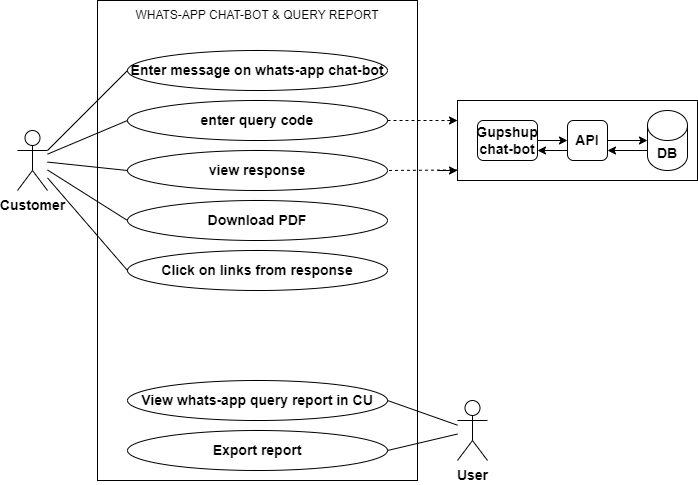 WHATS-APP CHAT-BOT & QUERY REPORT
Enter message on whats-app chat-bot
enter query code
view response
Download PDF
Click on links from response
Customer
Gupshup
chat-bot
API
DB
View whats-app query report in CU
Export report
User